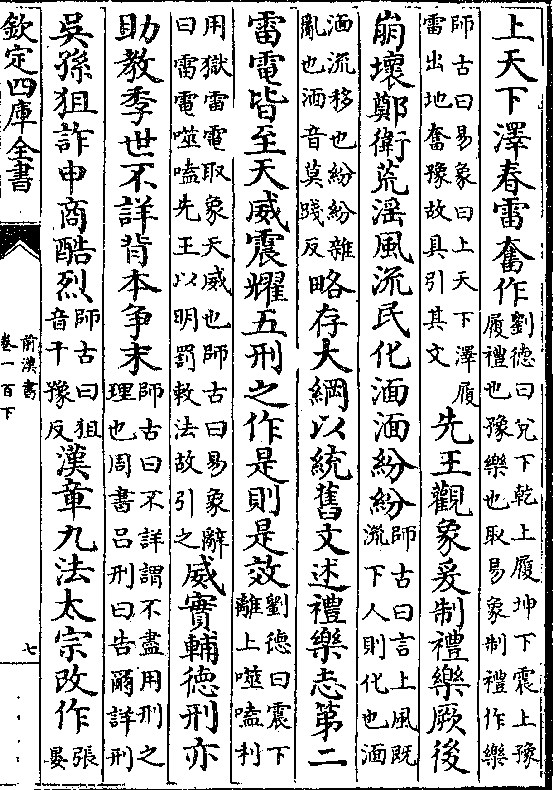 上天下澤春雷奮作劉德曰兌下乾上履坤下震上豫履禮也豫樂也取易象制禮作樂
師古曰易象曰上天下澤履雷出地奮豫故具引其文先王觀象爰制禮樂厥後
崩壞鄭衛荒滛風流民化湎湎紛紛師古曰言上風既流下人則化也湎
湎流移也紛紛雜亂也湎音莫踐反略存大綱以統舊文述禮樂志第二
雷電皆至天威震耀五刑之作是則是效劉德曰震下離上噬嗑利
用獄雷電取象天威也師古曰易象辭曰雷電噬嗑先王以明罰敕法故引之威實輔德刑亦
助教季世不詳背本爭末師古曰不詳謂不盡用刑之理也周書呂刑曰告爾詳刑
吳孫狙詐申商酷烈師古曰狙音千豫反漢章九法太宗改作張晏
欽定四庫全書
前漢書
卷一百下
七